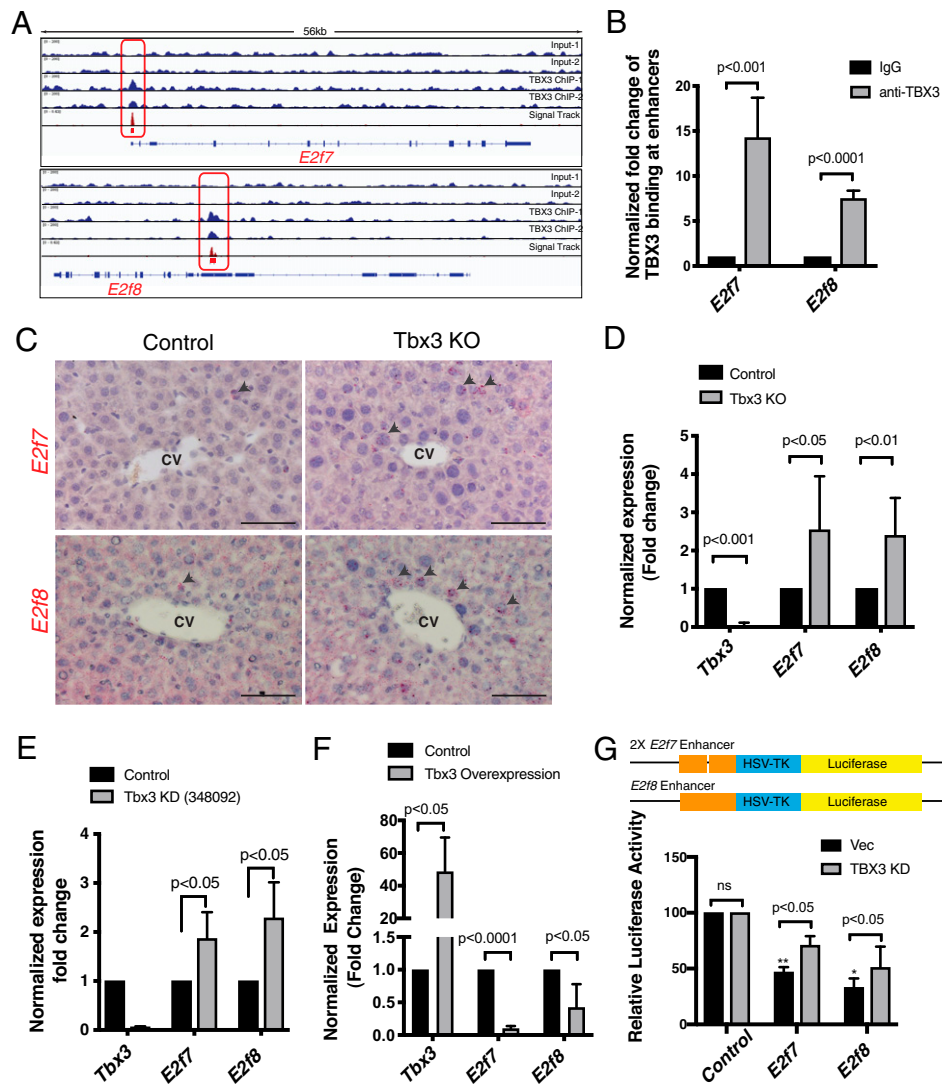 A
56kb
Input-1
Input-2
TBX3 ChIP-1
TBX3 ChIP-2
Signal Track
E2f7
Input-1
Input-2
TBX3 ChIP-1
TBX3 ChIP-2
Signal Track
E2f8
B
IgG
anti-TBX3
Normalized fold change of
TBX3 binding at enhancers
p<0.001
p<0.0001
20
15
10
5
0
E2f7
E2f8
C
Control
Tbx3 KO
E2f7
CV
CV
E2f8
CV
CV
D
Control
Tbx3 KO
Normalized expression
(Fold change)
5
4
3
2
1
0
p<0.001
p<0.05
p<0.01
Tbx3
E2f7
E2f8
E
Control
Tbx3 KD (348092)
Normalized expression
fold change
4
3
2
1
0
p<0.05
p<0.05
Tbx3
E2f7
E2f8
F
Control
Tbx3 Overexpression
Normalized Expression
(Fold Change)
p<0.05
80
60
40
20
1.0
0.5
0.0
p<0.0001
p<0.05
Tbx3
E2f7
E2f8
G
2X E2f7 Enhancer
HSV-TK
Luciferase
E2f8 Enhancer
HSV-TK
Luciferase
Vec
TBX3 KD
Relative Luciferase Activity
150
100
50
0
ns
p<0.05
p<0.05
**
*
Control
E2f7
E2f8